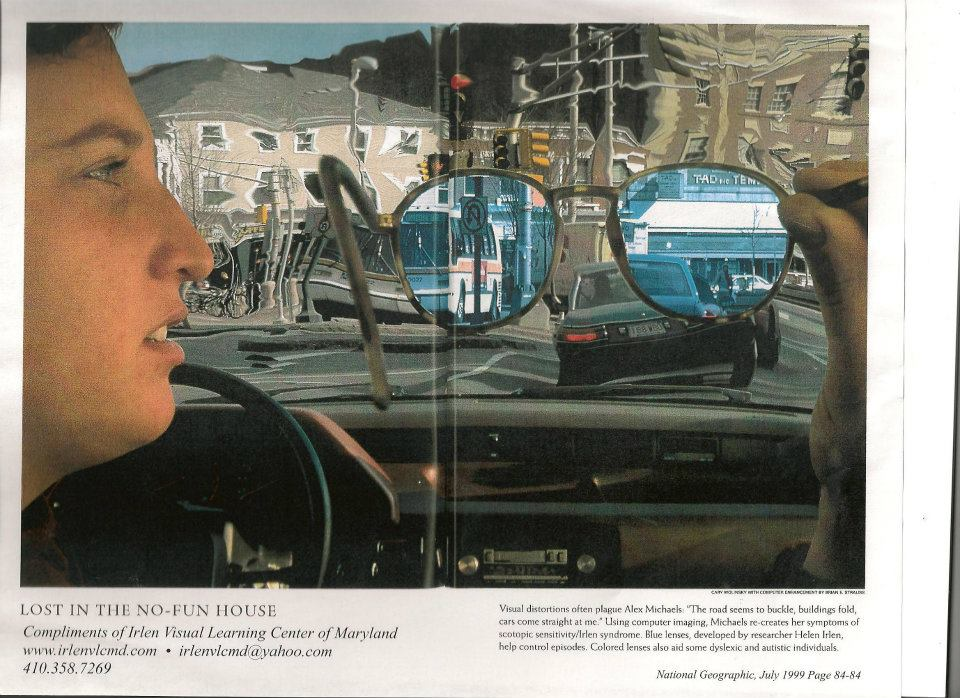 TAD
TEM
CARY WOLINSKY WITH COMPUTER ENHANCEMENT BY BRIAN E. STRAUSS
LOST IN THE NO-FUN HOUSE
Compliments of Irlen Visual Learning Center of Maryland
www.irlenvlcmd.com • irlenvlcmd@yahoo.com
410.358.7269
Visual distortions often plague Alex Michaels: "The road seems to buckle, buildings fold,
cars come straight at me." Using computer imaging, Michaels re-creates her symptoms of
scotopic sensitivity/Irlen syndrome. Blue lenses, developed by researcher Helen Irlen,
help control episodes. Colored lenses also aid some dyslexic and autistic individuals.
National Geographic, July 1999 Page 84-84